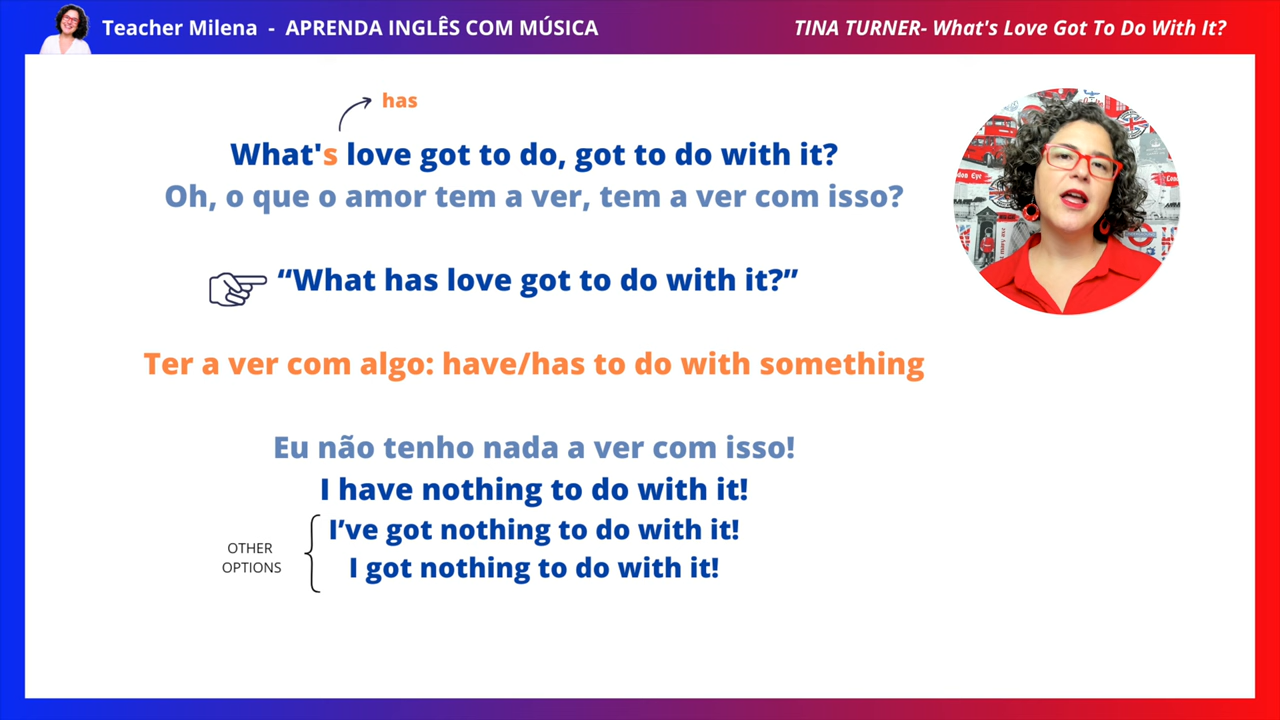 Teacher Milena - APRENDA INGLÊS COM MÚSICA
TINA TURNER- What's Love Got To Do With It?
has
What's love got to do, got to do with it?
Oh, o que o amor tem a ver, tem a ver com isso?
“What has love got to do with it?”
Ter a ver com algo: have/has to do with something
Eu não tenho nada a ver com isso!
I have nothing to do with it!
I’ve got nothing to do with it!
OTHER
OPTIONS
I got nothing to do with it!